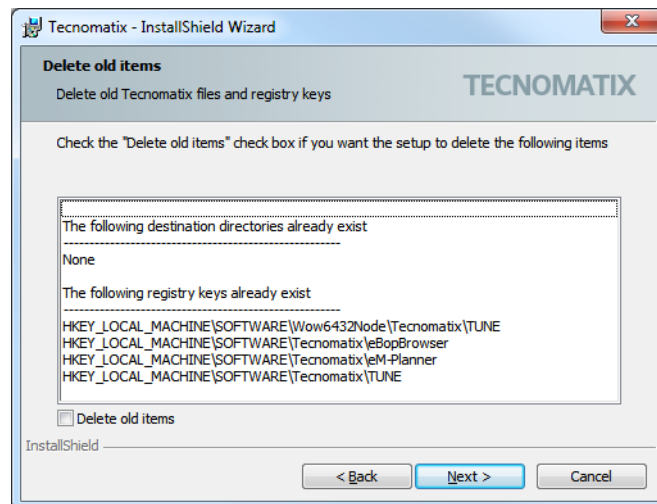 Tecnomatix - InstallShield Wizard
Delete old items
Delete old Tecnomatix files and registry keys
TECNOMATIX
Check the "Delete old items" check box if you want the setup to delete the following items
The following destination directories already exist
------------------------------------------------------
None
The following registry keys already exist
------------------------------------------------------
HKEY_LOCAL_MACHINE\SOFTWARE\Wow6432Node\Tecnomatix\TUNE
HKEY_LOCAL_MACHINE\SOFTWARE\Tecnomatix\eBopBrowser
HKEY_LOCAL_MACHINE\SOFTWARE\Tecnomatix\eM-Planner
HKEY_LOCAL_MACHINE\SOFTWARE\Tecnomatix\TUNE
Delete old items
InstallShield
< Back
Next >
Cancel